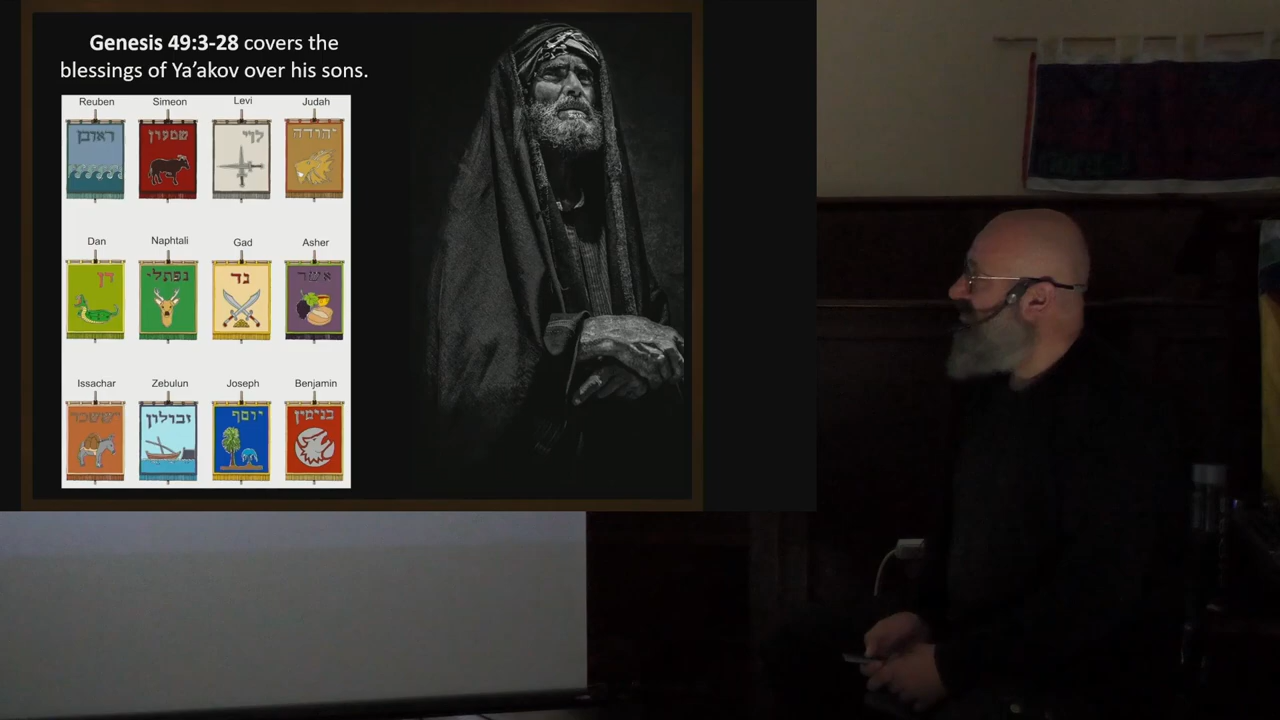 Genesis 49:3-28 covers the
blessings of Ya'akov over his sons.
Reuben Simeon Levi Judah
ראובן שמעון לוי יהודה
Dan Naphtali Gad Asher
דן נפתלי גד אשר
Issachar Zebulun Joseph Benjamin
יששכר זבולון יוסף בנימין